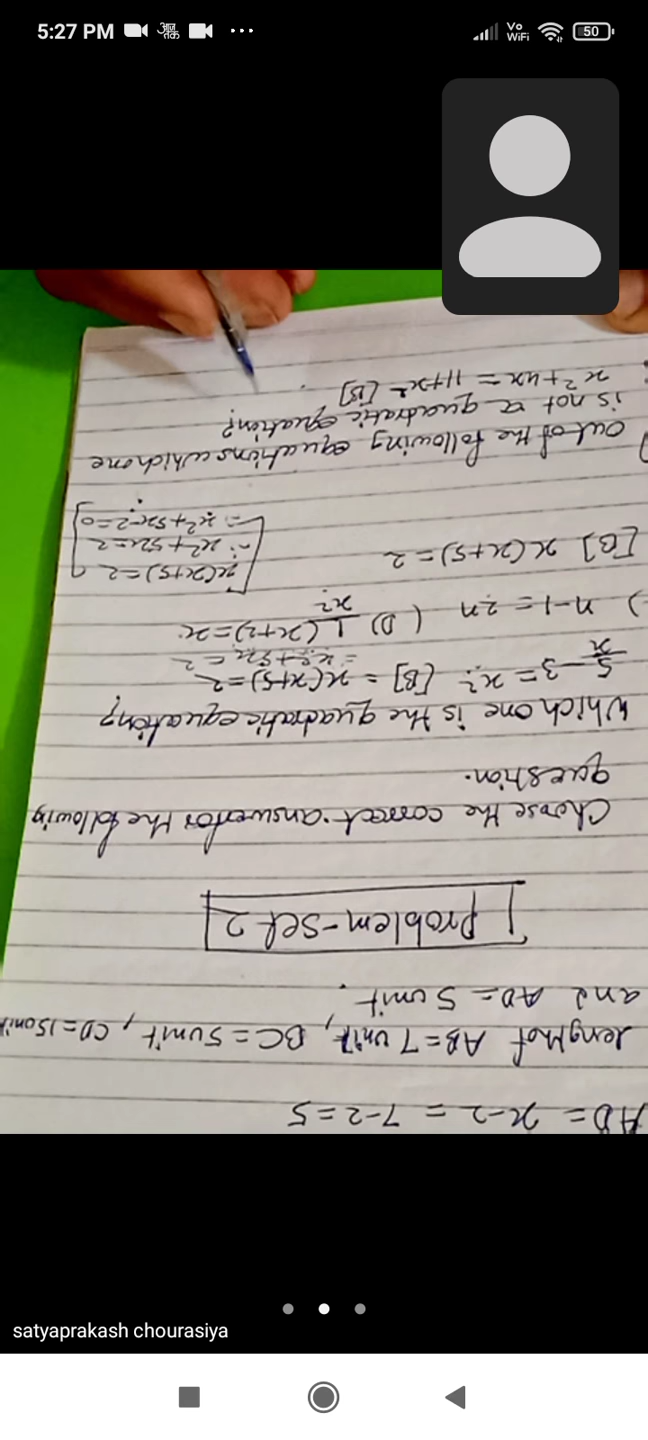 5:27 PM
आज तक
Vo WiFi
50
AD = x-2 = 7-2 = 5
length of AB = 7 unit, BC = 5 unit, CD = 15 unit
and AD = 5 unit.
Problem-Set 2
Choose the correct answer for the following
question.
Which one is the quadratic equation?
5/x - 3 = x² [B] = x(x+5) = 2
= x² + 5x = 2
) n-1 = 2n (D) 1/x² (x+2) = x
[B] x(x+5) = 2
[x(x+5) = 2
∴ x² + 5x = 2
∴ x² + 5x - 2 = 0]
) out of the following equations which one
is not a quadratic equation?
x² + 4x = 11 + x² [B]
satyaprakash chourasiya